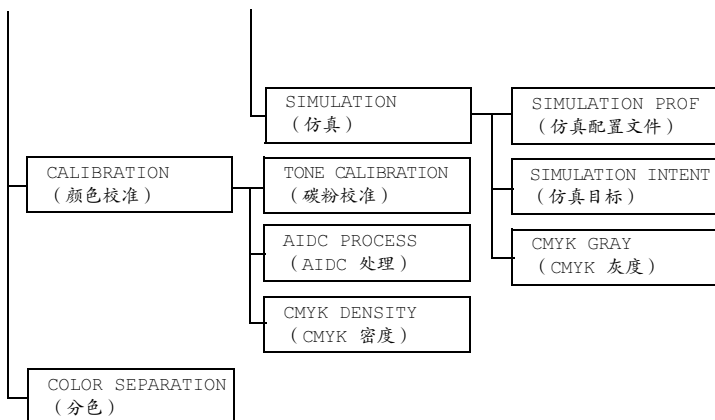 SIMULATION
（仿真）
SIMULATION PROF
（仿真配置文件）
CALIBRATION
（颜色校准）
TONE CALIBRATION
（碳粉校准）
SIMULATION INTENT
（仿真目标）
AIDC PROCESS
（AIDC 处理）
CMYK GRAY
（CMYK 灰度）
CMYK DENSITY
（CMYK 密度）
COLOR SEPARATION
（分色）